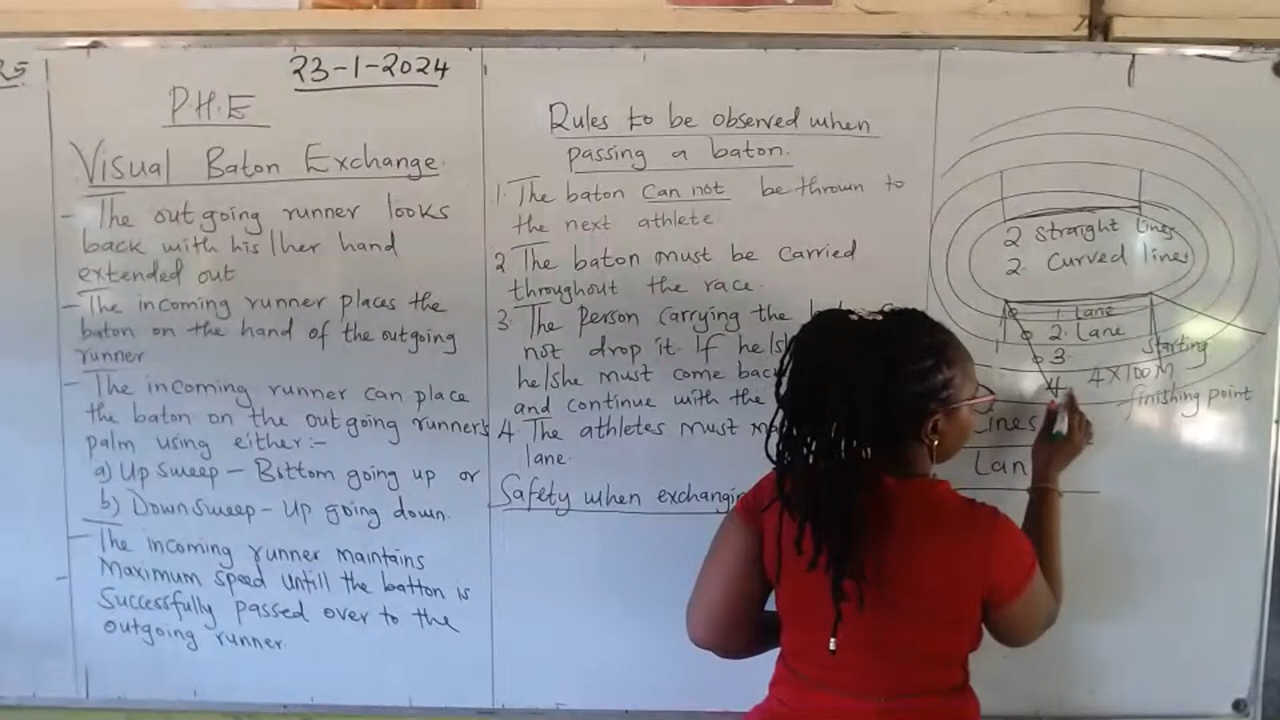 23-1-2024
P.H.E
Visual Baton Exchange.
- The out going runner looks
back with his/her hand
extended out
- The incoming runner places the
baton on the hand of the outgoing
runner
- The incoming runner can place
the baton on the outgoing runners
palm using either:-
a) Up Sweep - Bottom going up or
b) Down Sweep - Up going down.
- The incoming runner maintains
Maximum speed untill the batton is
Successfully passed over to the
outgoing runner.
Rules to be observed when
passing a baton.
1. The baton can not be thrown to
the next athlete
2 The baton must be carried
throughout the race.
3. The person carrying the
not drop it. If
he/she must come
and continue with the
4. The athletes must
lane.
Safety when
2 straight lines
2. Curved lines
1. Lane
2. Lane
3.
Starting
4 4X100M
finishing point
Lines
Lan